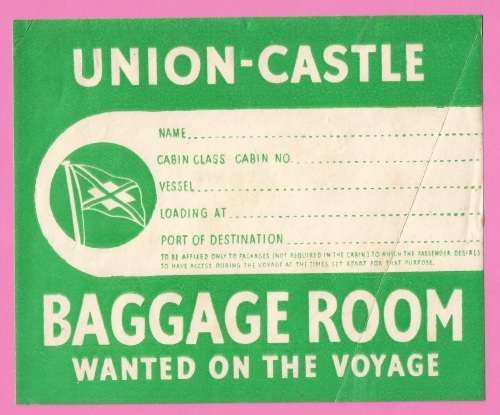 UNION-CASTLE
NAME
CABIN CLASS CABIN NO.
VESSEL
LOADING AT
PORT OF DESTINATION
TO BE AFFIXED ONLY TO PACKAGES (NOT REQUIRED IN THE CABIN) TO WHICH THE PASSENGER DESIRES
TO HAVE ACCESS DURING THE VOYAGE AT THE TIMES SET APART FOR THAT PURPOSE.
BAGGAGE ROOM
WANTED ON THE VOYAGE